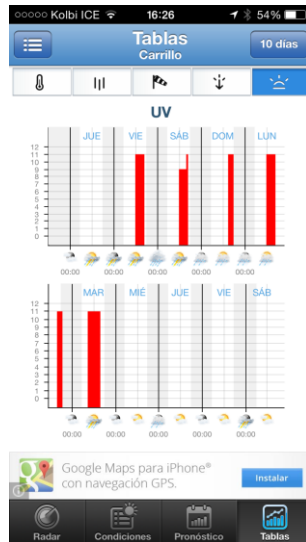 Kolbi ICE 16:26 54%
Tablas
Carrillo
10 días
UV
JUE VIE SÁB DOM LUN
12
11
10
9
8
7
6
5
4
3
2
1
0
00:00 00:00 00:00 00:00 00:00
MAR MIÉ JUE VIE SÁB
12
11
10
9
8
7
6
5
4
3
2
1
0
00:00 00:00 00:00 00:00 00:00
Google Maps para iPhone®
con navegación GPS.
Instalar
Radar Condiciones Pronóstico Tablas